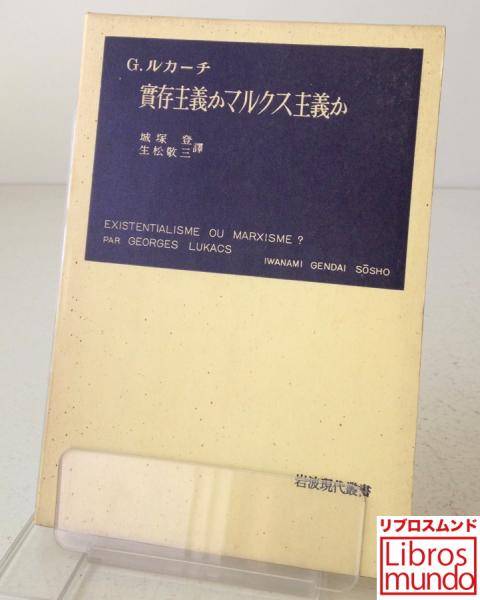 G.ルカーチ
實存主義かマルクス主義か
城塚 登
生松敬三 譯
EXISTENTIALISME OU MARXISME ?
PAR GEORGES LUKACS
IWANAMI GENDAI SŌSHO
岩波現代叢書
リブロスムンド
Libros
mundo